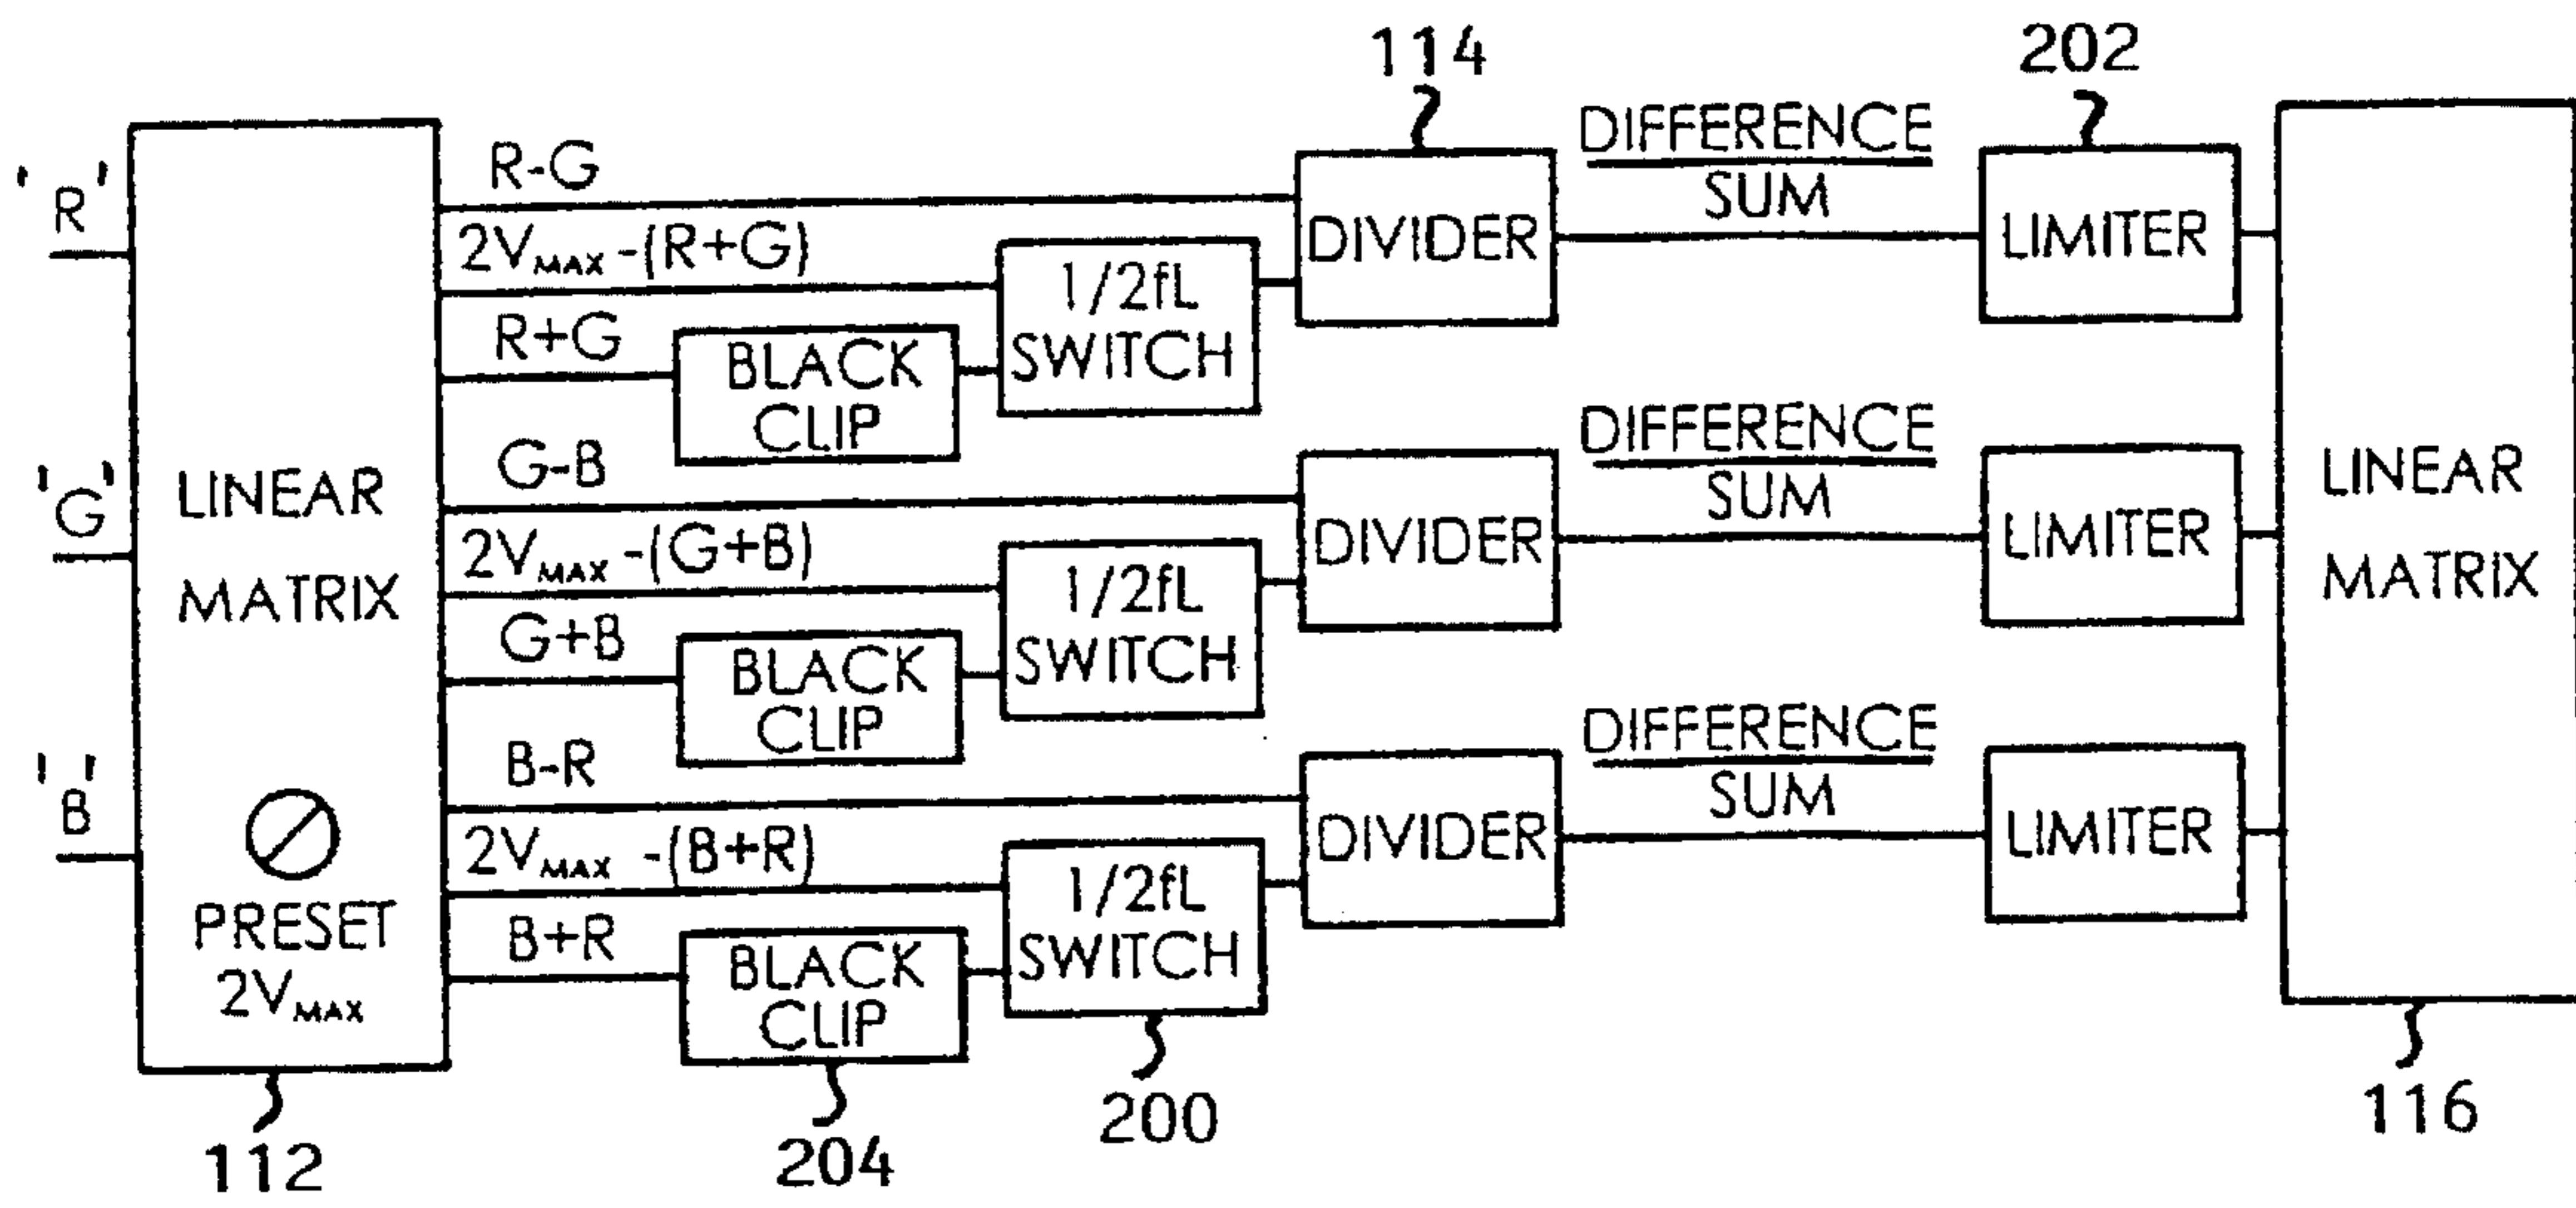 114
202
'R'
R-G
2VMAX-(R+G)
R+G
BLACK
CLIP
1/2fL
SWITCH
DIVIDER
DIFFERENCE
SUM
LIMITER
'G'
LINEAR
MATRIX
G-B
2VMAX-(G+B)
G+B
BLACK
CLIP
1/2fL
SWITCH
DIVIDER
DIFFERENCE
SUM
LIMITER
LINEAR
MATRIX
'B'
PRESET
2VMAX
B-R
2VMAX -(B+R)
B+R
BLACK
CLIP
1/2fL
SWITCH
DIVIDER
DIFFERENCE
SUM
LIMITER
112
204
200
116